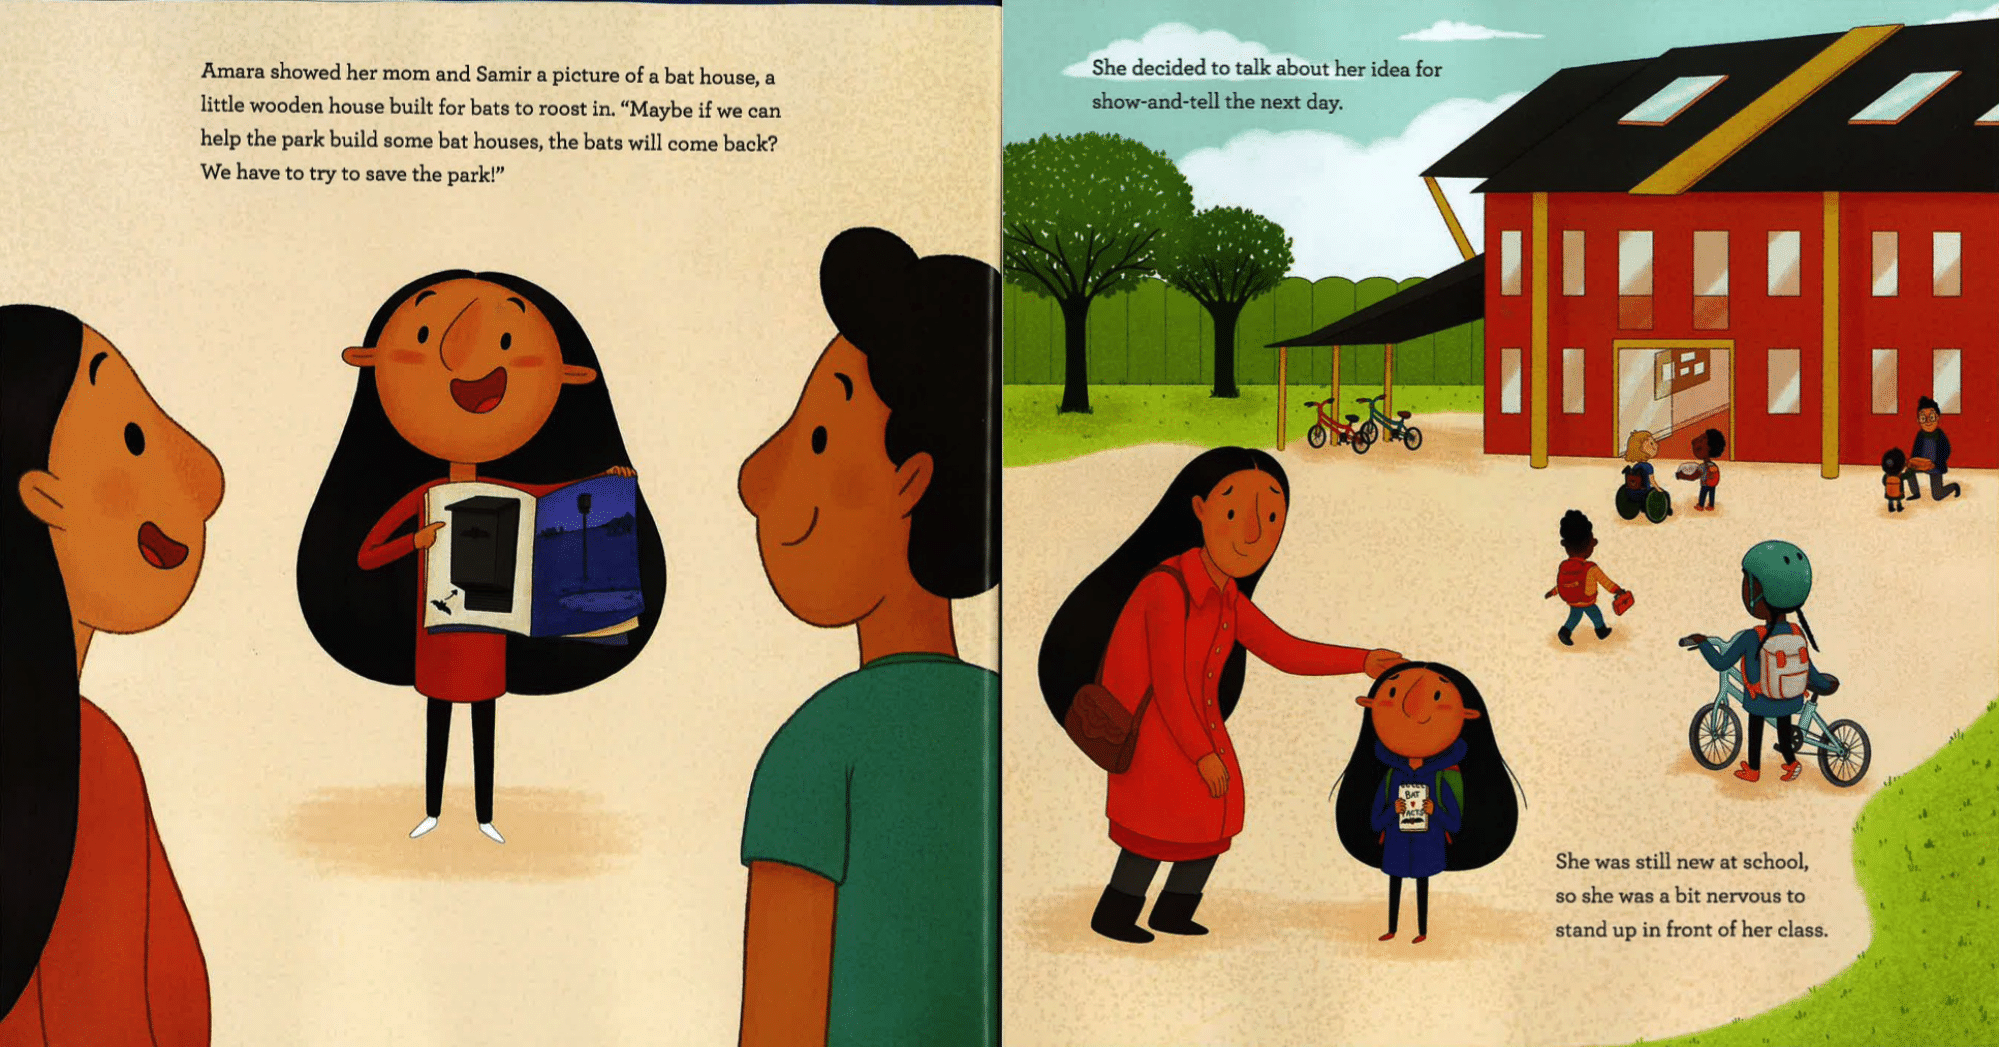 Amara showed her mom and Samir a picture of a bat house, a
little wooden house built for bats to roost in. “Maybe if we can
help the park build some bat houses, the bats will come back?
We have to try to save the park!”
She decided to talk about her idea for
show-and-tell the next day.
BAT
FACTS
She was still new at school,
so she was a bit nervous to
stand up in front of her class.